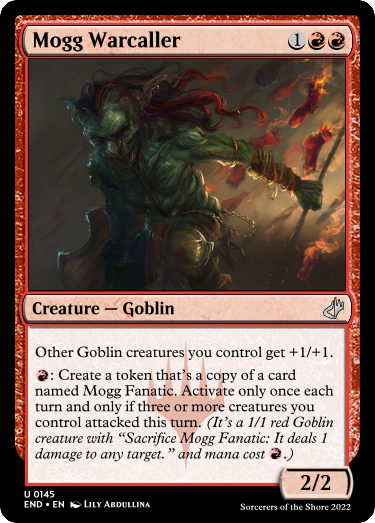 Mogg Warcaller 1
Creature — Goblin
Other Goblin creatures you control get +1/+1.
: Create a token that's a copy of a card
named Mogg Fanatic. Activate only once each
turn and only if three or more creatures you
control attacked this turn. (It's a 1/1 red Goblin
creature with “Sacrifice Mogg Fanatic: It deals 1
damage to any target.” and mana cost .)
2/2
U 0145
END • EN Lily Abdullina
Sorcerers of the Shore 2022